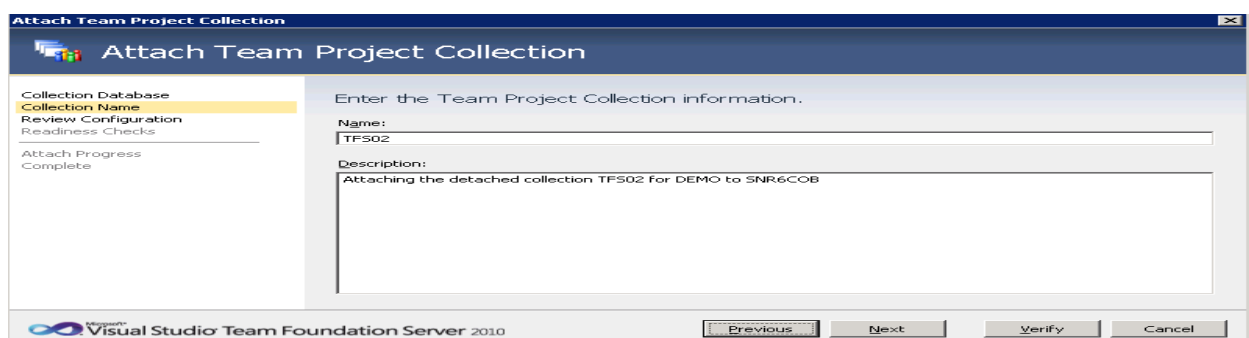 Attach Team Project Collection
Attach Team Project Collection
Collection Database
Collection Name
Review Configuration
Readiness Checks
Attach Progress
Complete
Enter the Team Project Collection information.
Name:
TFS02
Description:
Attaching the detached collection TFS02 for DEMO to SNR6COB
Microsoft®
Visual Studio Team Foundation Server 2010
Previous Next Verify Cancel